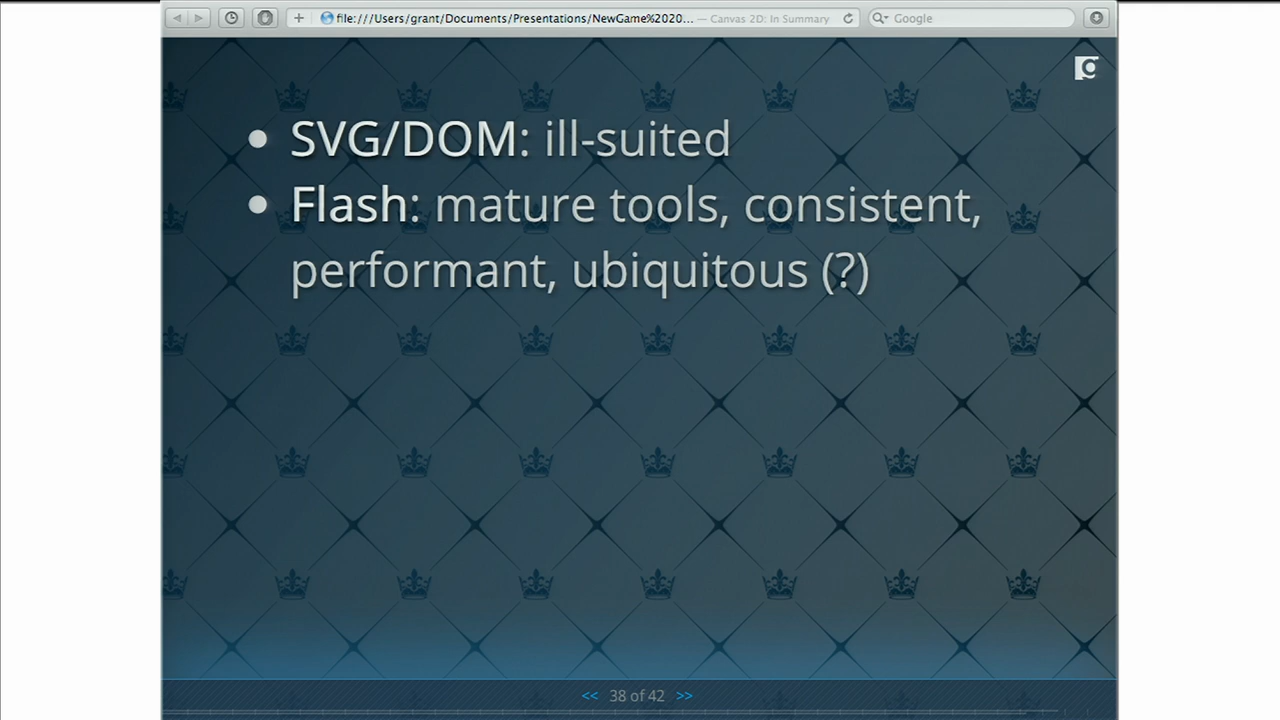 file:///Users/grant/Documents/Presentations/NewGame%2020... — Canvas 2D: In Summary
Google
g
• SVG/DOM: ill-suited
• Flash: mature tools, consistent,
performant, ubiquitous (?)
<< 38 of 42 >>